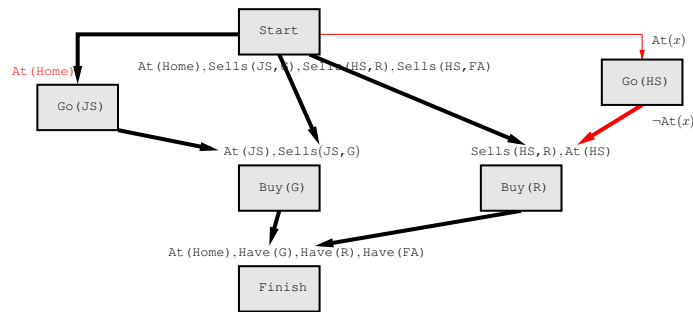 Start
At(x)
At(Home),Sells(JS,G),Sells(HS,R),Sells(HS,FA)
At(Home)
Go(HS)
Go(JS)
¬At(x)
At(JS),Sells(JS,G)
Sells(HS,R),At(HS)
Buy(G)
Buy(R)
At(Home),Have(G),Have(R),Have(FA)
Finish